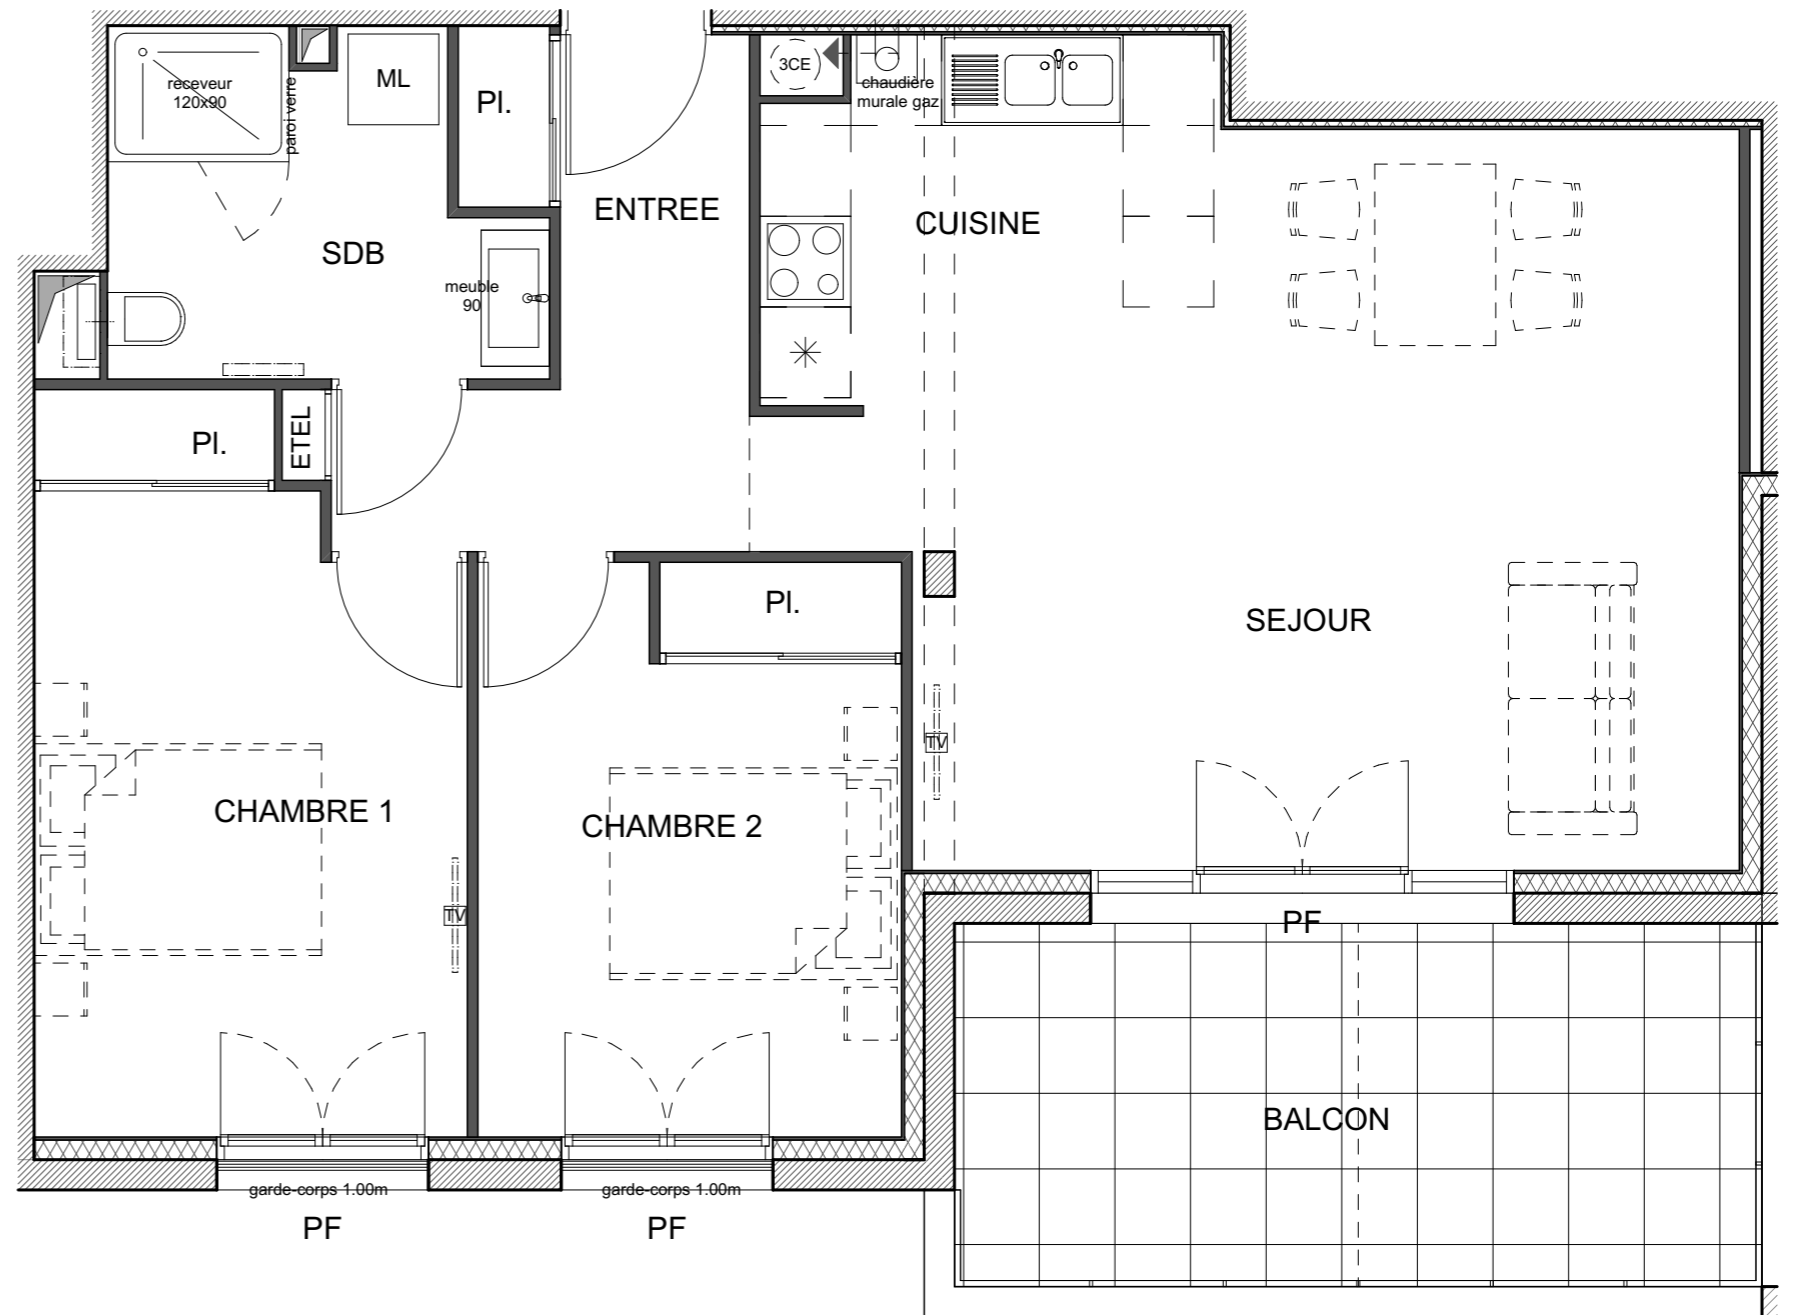 receveur
120x90
paroi verre
ML
Pl.
3CE
chaudière
murale gaz
ENTREE
CUISINE
SDB
meuble
90
Pl.
ETEL
Pl.
SEJOUR
TV
CHAMBRE 1
CHAMBRE 2
TV
PF
BALCON
garde-corps 1.00m
garde-corps 1.00m
PF
PF